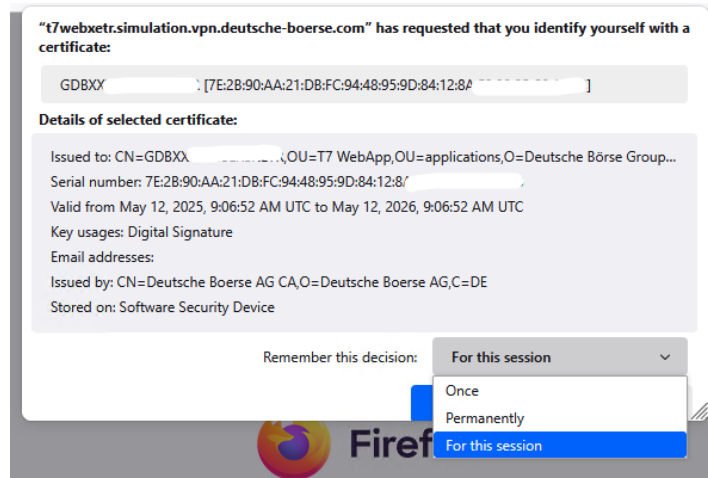 “t7webxetr.simulation.vpn.deutsche-boerse.com” has requested that you identify yourself with a
certificate:
GDBXX [7E:2B:90:AA:21:DB:FC:94:48:95:9D:84:12:8A ]
Details of selected certificate:
Issued to: CN=GDBXX ,OU=T7 WebApp,OU=applications,O=Deutsche Börse Group...
Serial number: 7E:2B:90:AA:21:DB:FC:94:48:95:9D:84:12:8
Valid from May 12, 2025, 9:06:52 AM UTC to May 12, 2026, 9:06:52 AM UTC
Key usages: Digital Signature
Email addresses:
Issued by: CN=Deutsche Boerse AG CA,O=Deutsche Boerse AG,C=DE
Stored on: Software Security Device
Remember this decision: For this session
Once
Permanently
For this session
Firef